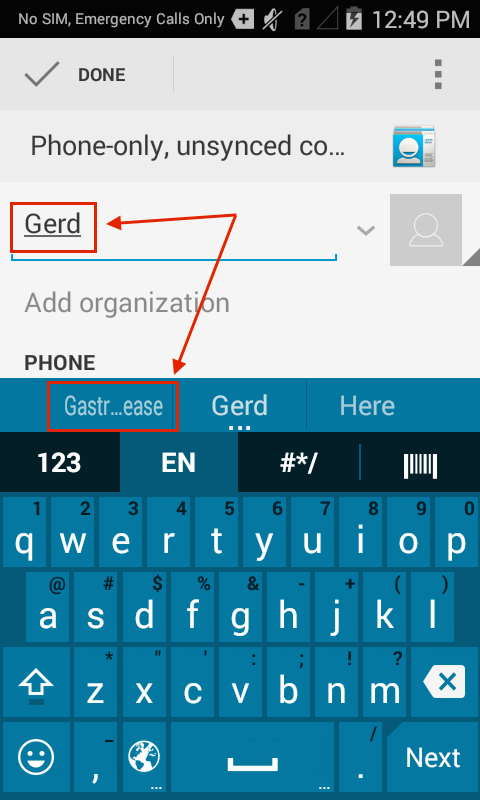 No SIM, Emergency Calls Only 12:49 PM
DONE
Phone-only, unsynced co...
Gerd
Add organization
PHONE
Gastr...ease Gerd Here
123 EN #*/
1 2 3 4 5 6 7 8 9 0
q w e r t y u i o p
@ # $ % & - + ( )
a s d f g h j k l
* " ' : ; ! ?
z x c v b n m
_ /
, ... ... . Next